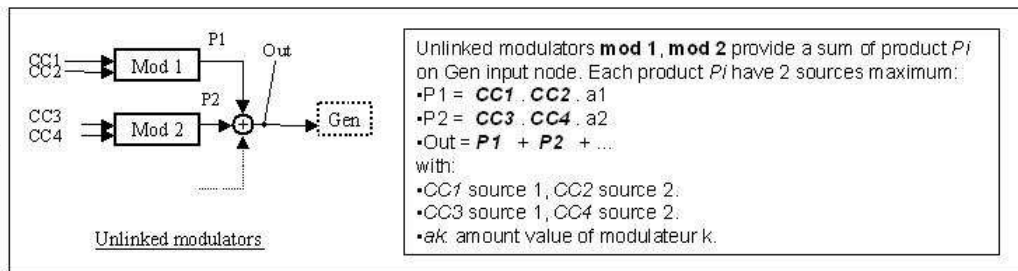 P1
Out
CC1
CC2
Mod 1
P2
CC3
CC4
Mod 2
+
Gen
Unlinked modulators
Unlinked modulators mod 1, mod 2 provide a sum of product Pi
on Gen input node. Each product Pi have 2 sources maximum:
•P1 = CC1 . CC2 . a1
•P2 = CC3 . CC4 . a2
•Out = P1 + P2 + ...
with:
•CC1 source 1, CC2 source 2.
•CC3 source 1, CC4 source 2.
•ak: amount value of modulateur k.